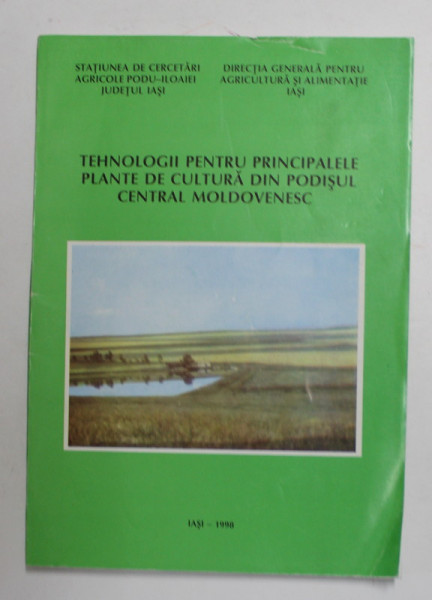 STAȚIUNEA DE CERCETĂRI
AGRICOLE PODU-ILOAIEI
JUDEȚUL IAȘI
DIRECȚIA GENERALĂ PENTRU
AGRICULTURĂ ȘI ALIMENTAȚIE
IAȘI
TEHNOLOGII PENTRU PRINCIPALELE
PLANTE DE CULTURĂ DIN PODIȘUL
CENTRAL MOLDOVENESC
IAȘI – 1998